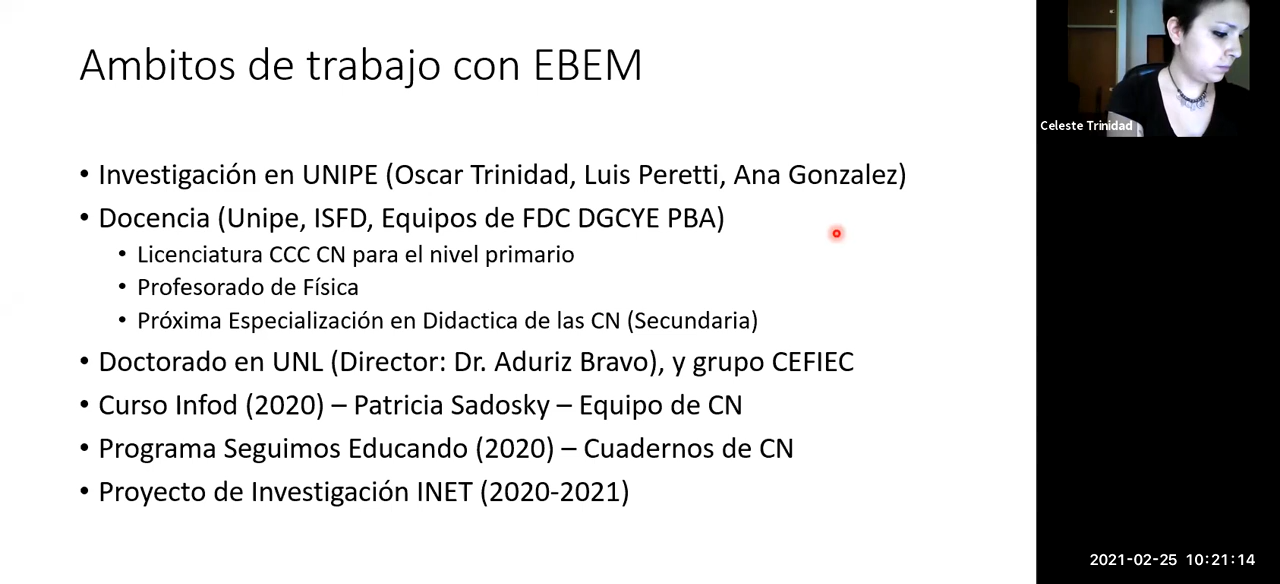 Ambitos de trabajo con EBEM
• Investigación en UNIPE (Oscar Trinidad, Luis Peretti, Ana Gonzalez)
• Docencia (Unipe, ISFD, Equipos de FDC DGCYE PBA)
• Licenciatura CCC CN para el nivel primario
• Profesorado de Física
• Próxima Especialización en Didactica de las CN (Secundaria)
• Doctorado en UNL (Director: Dr. Aduriz Bravo), y grupo CEFIEC
• Curso Infod (2020) – Patricia Sadosky – Equipo de CN
• Programa Seguimos Educando (2020) – Cuadernos de CN
• Proyecto de Investigación INET (2020-2021)
Celeste Trinidad
2021-02-25 10:21:14